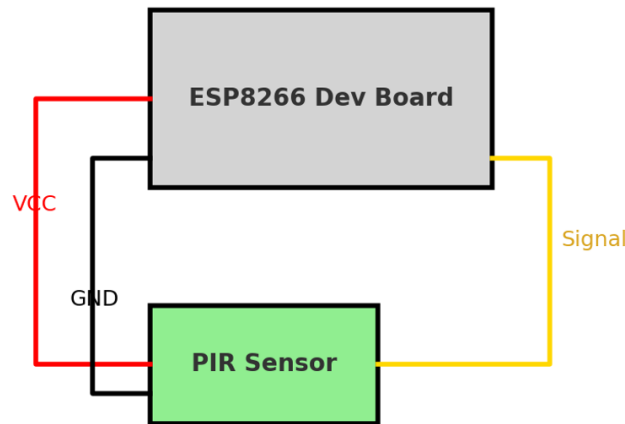 ESP8266 Dev Board
VCC
Signal
GND
PIR Sensor